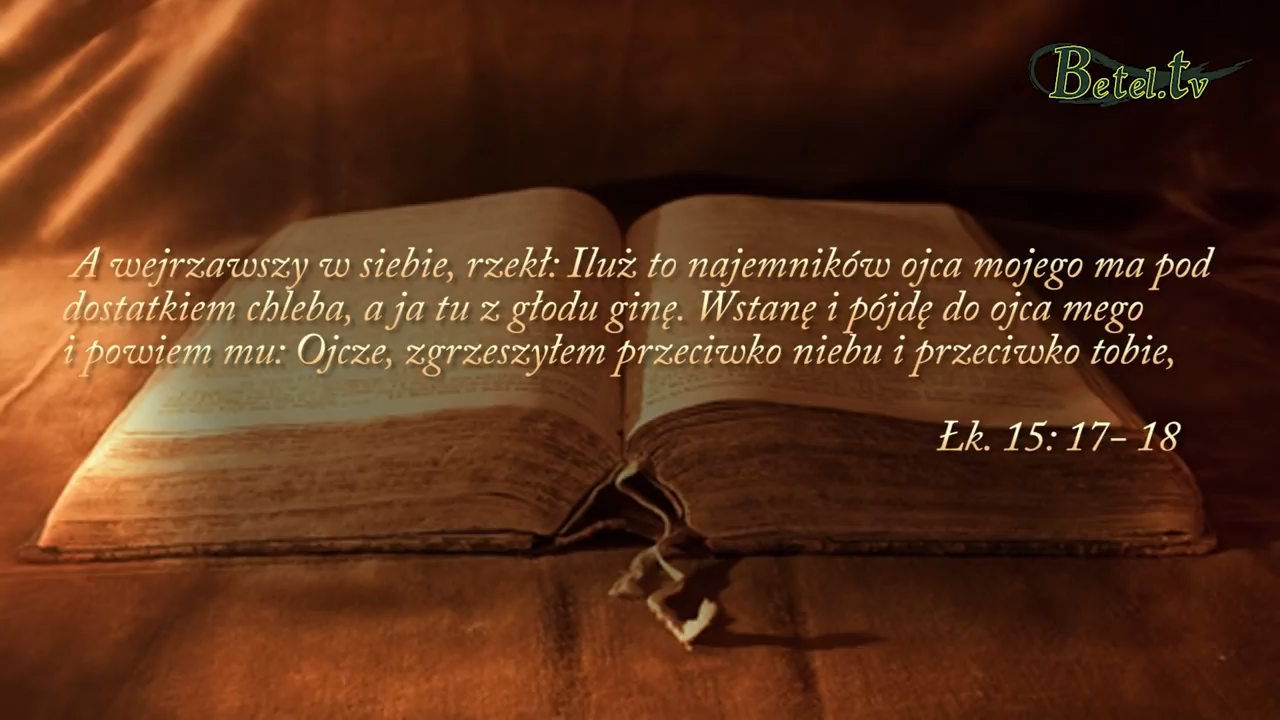 Betel.tv
A wejrzawszy w siebie, rzekł: Iluż to najemników ojca mojego ma pod
dostatkiem chleba, a ja tu z głodu ginę. Wstanę i pójdę do ojca mego
i powiem mu: Ojcze, zgrzeszyłem przeciwko niebu i przeciwko tobie,
Łk. 15: 17– 18